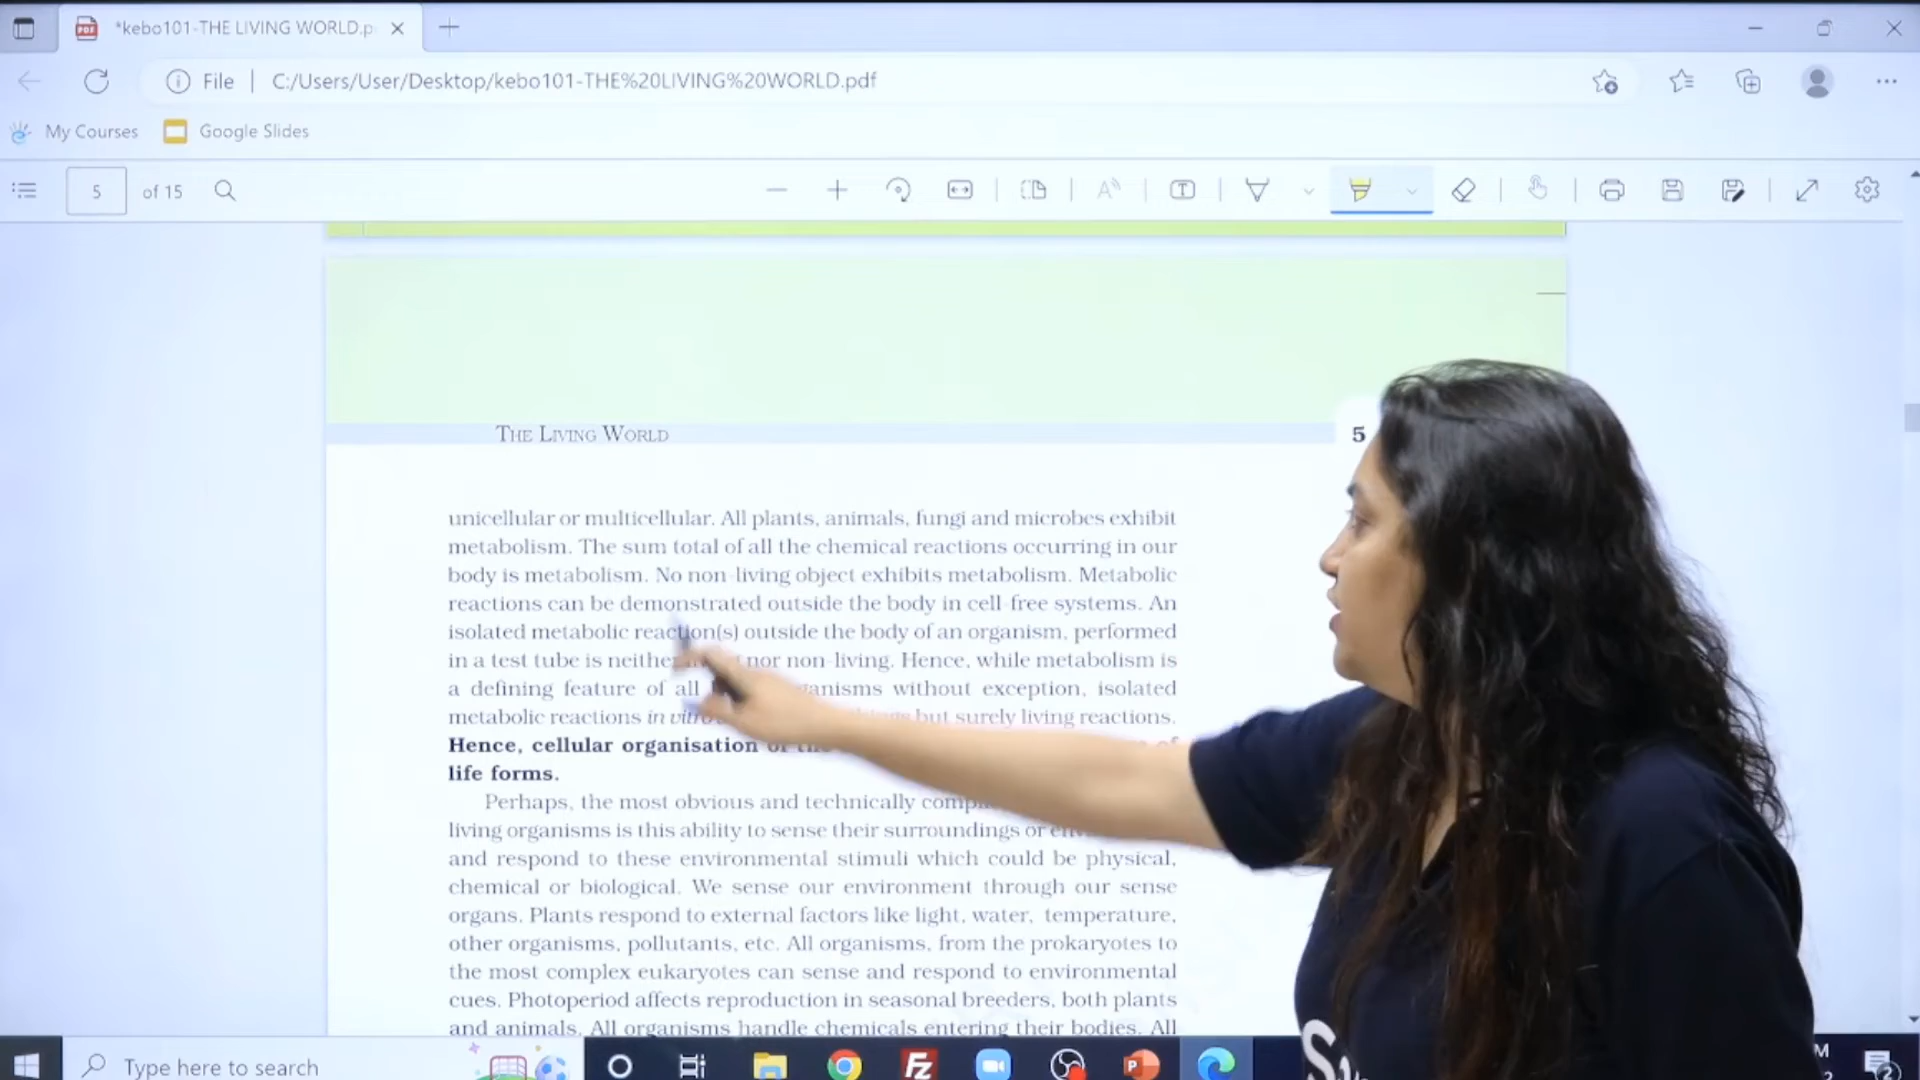 *kebo101-THE LIVING WORLD.p
File
C:/Users/User/Desktop/kebo101-THE%20LIVING%20WORLD.pdf
My Courses
Google Slides
5
of 15
THE LIVING WORLD
5
unicellular or multicellular. All plants, animals, fungi and microbes exhibit
metabolism. The sum total of all the chemical reactions occurring in our
body is metabolism. No non-living object exhibits metabolism. Metabolic
reactions can be demonstrated outside the body in cell-free systems. An
isolated metabolic reaction(s) outside the body of an organism, performed
in a test tube is neither nor non-living. Hence, while metabolism is
a defining feature of all without exception, isolated
metabolic reactions in vitro but surely living reactions.
Hence, cellular organisation of the of
life forms.
Perhaps, the most obvious and technically
living organisms is this ability to sense their surroundings or
and respond to these environmental stimuli which could be physical,
chemical or biological. We sense our environment through our sense
organs. Plants respond to external factors like light, water, temperature,
other organisms, pollutants, etc. All organisms, from the prokaryotes to
the most complex eukaryotes can sense and respond to environmental
cues. Photoperiod affects reproduction in seasonal breeders, both plants
and animals. All organisms handle chemicals entering their bodies. All
Type here to search